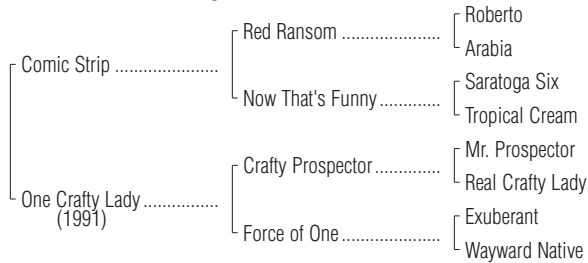 Roberto
Red Ransom ..................
Arabia
Comic Strip .....................
Saratoga Six
Now That's Funny.............
Tropical Cream
Mr. Prospector
Crafty Prospector..............
Real Crafty Lady
One Crafty Lady ...............
(1991)
Exuberant
Force of One....................
Wayward Native